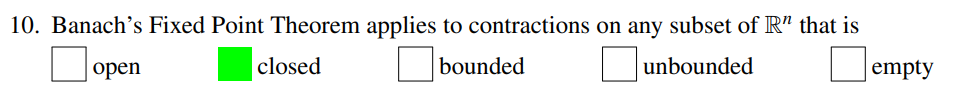 10. Banach's Fixed Point Theorem applies to contractions on any subset of ℝⁿ that is
open closed bounded unbounded empty